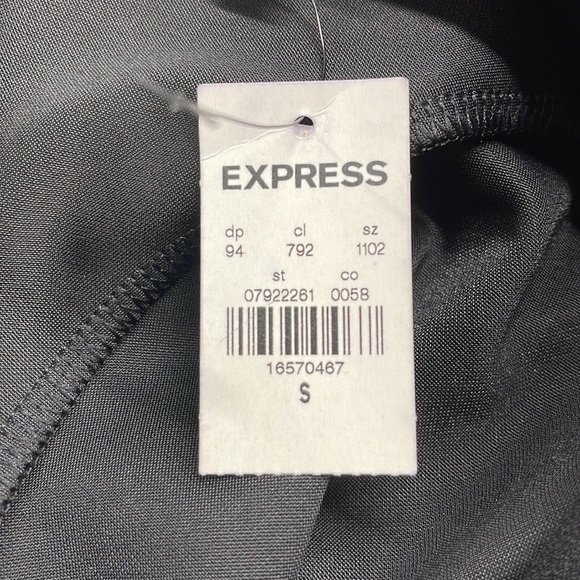 EXPRESS
dp cl sz
94 792 1102
st co
07922261 0058
16570467
S